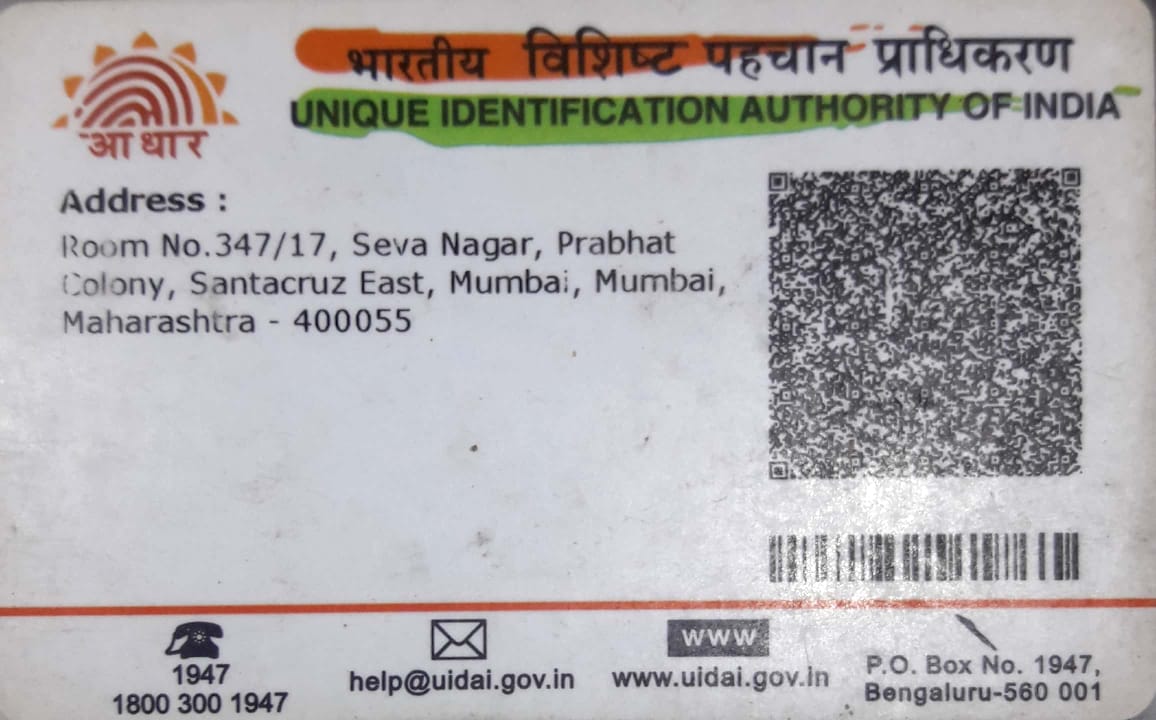 भारतीय विशिष्ट पहचान प्राधिकरण
UNIQUE IDENTIFICATION AUTHORITY OF INDIA
आधार
Address :
Room No.347/17, Seva Nagar, Prabhat
Colony, Santacruz East, Mumbai, Mumbai,
Maharashtra - 400055
1947
1800 300 1947
help@uidai.gov.in
www
www.uidai.gov.in
P.O. Box No. 1947,
Bengaluru-560 001